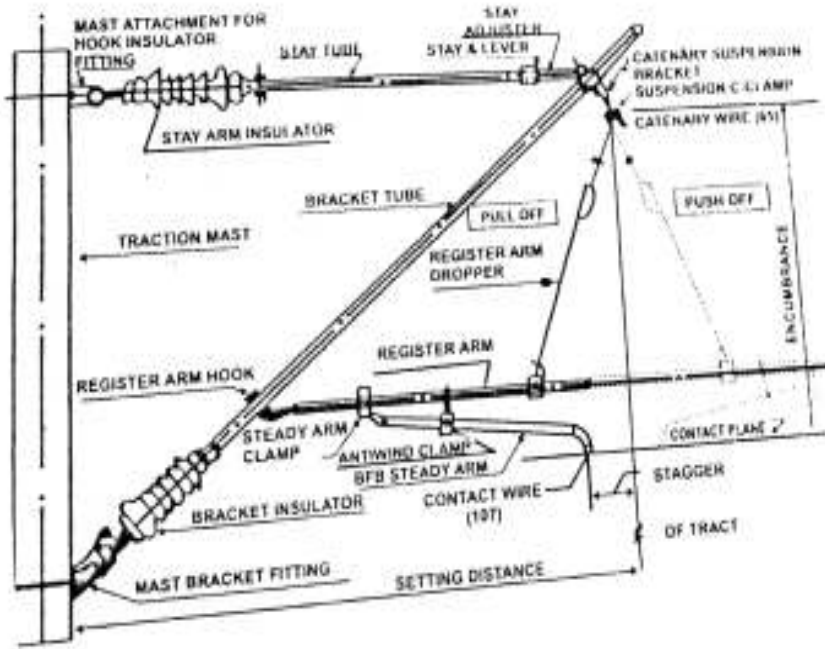 MAST ATTACHMENT FOR
HOOK INSULATOR
FITTING
STAY TUBE
STAY
ADJUSTER
STAY & LEVER
CATENARY SUSPENSION
BRACKET
SUSPENSION C-CLAMP
CATENARY WIRE (65)
STAY ARM INSULATOR
BRACKET TUBE
PULL OFF
PUSH OFF
TRACTION MAST
REGISTER ARM
DROPPER
ENCUMBRANCE
REGISTER ARM
REGISTER ARM HOOK
STEADY ARM
CLAMP
ANTIWIND CLAMP
BFB STEADY ARM
CONTACT PLANE
CONTACT WIRE
(107)
STAGGER
BRACKET INSULATOR
OF TRACT
MAST BRACKET FITTING
SETTING DISTANCE